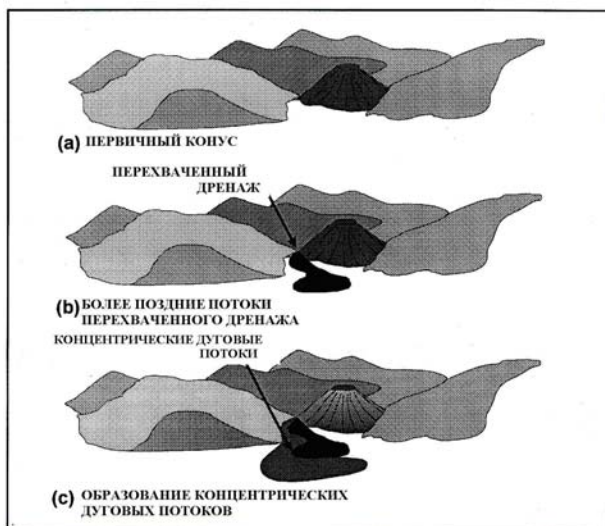 (a) ПЕРВИЧНЫЙ КОНУС
ПЕРЕХВАЧЕННЫЙ
ДРЕНАЖ
(b) БОЛЕЕ ПОЗДНИЕ ПОТОКИ
ПЕРЕХВАЧЕННОГО ДРЕНАЖА
КОНЦЕНТРИЧЕСКИЕ ДУГОВЫЕ
ПОТОКИ
(c) ОБРАЗОВАНИЕ КОНЦЕНТРИЧЕСКИХ
ДУГОВЫХ ПОТОКОВ